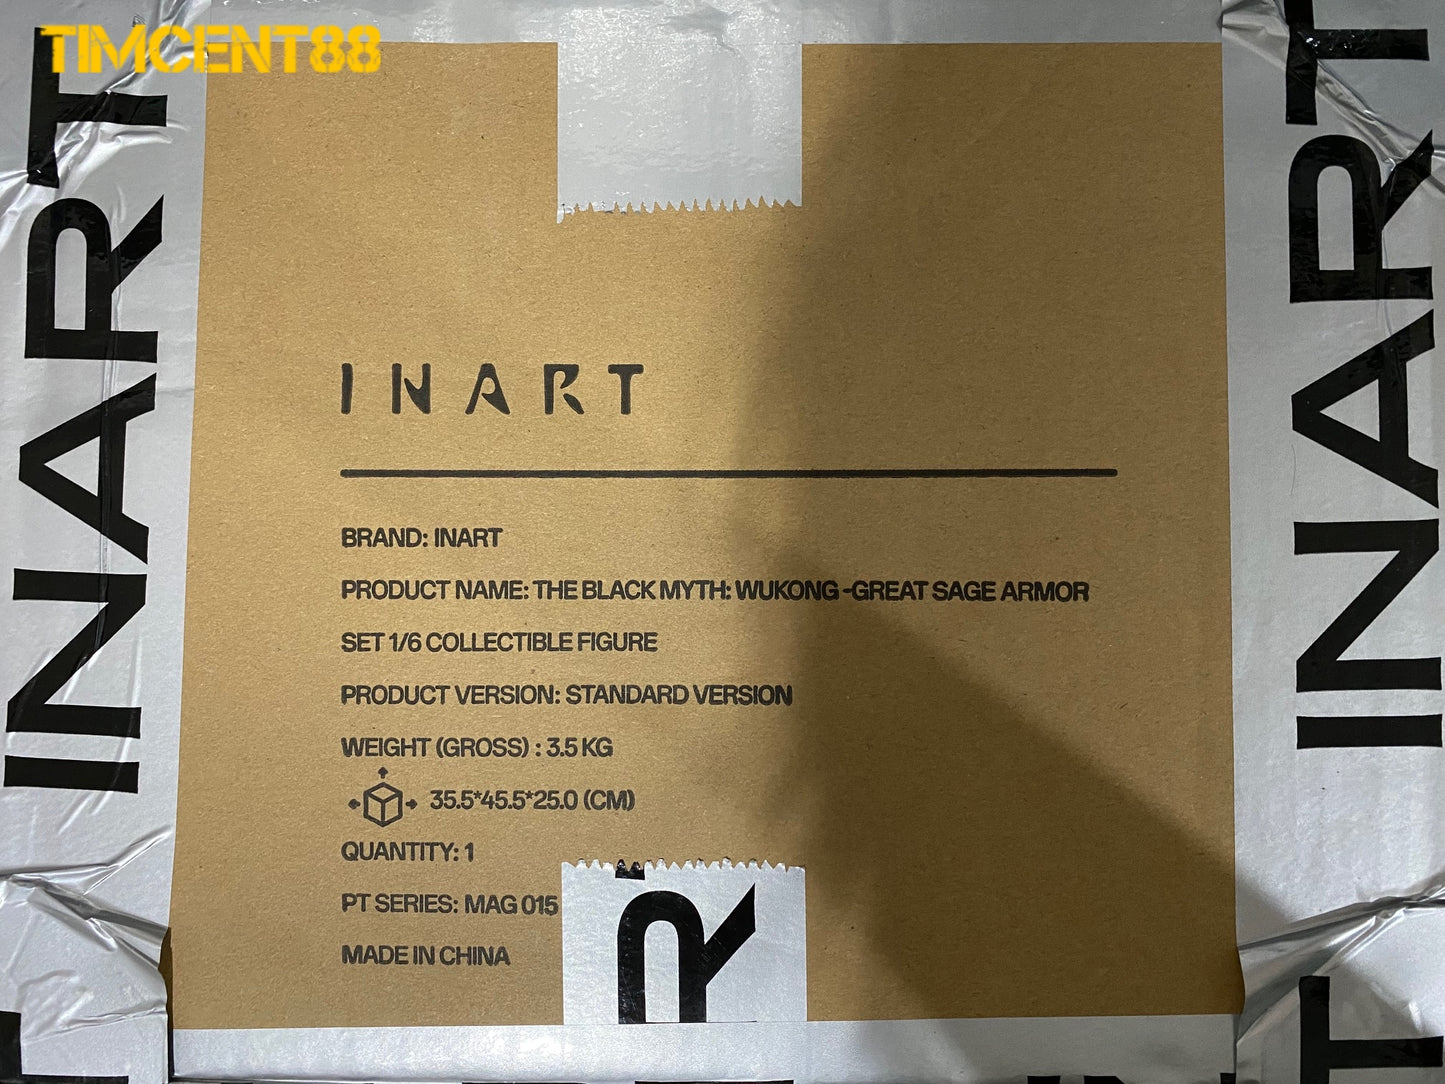 TIMCENT88
INART
INART
INART
BRAND: INART
PRODUCT NAME: THE BLACK MYTH: WUKONG -GREAT SAGE ARMOR
SET 1/6 COLLECTIBLE FIGURE
PRODUCT VERSION: STANDARD VERSION
WEIGHT (GROSS) : 3.5 KG
35.5*45.5*25.0 (CM)
QUANTITY: 1
PT SERIES: MAG 015
MADE IN CHINA
R
T
T